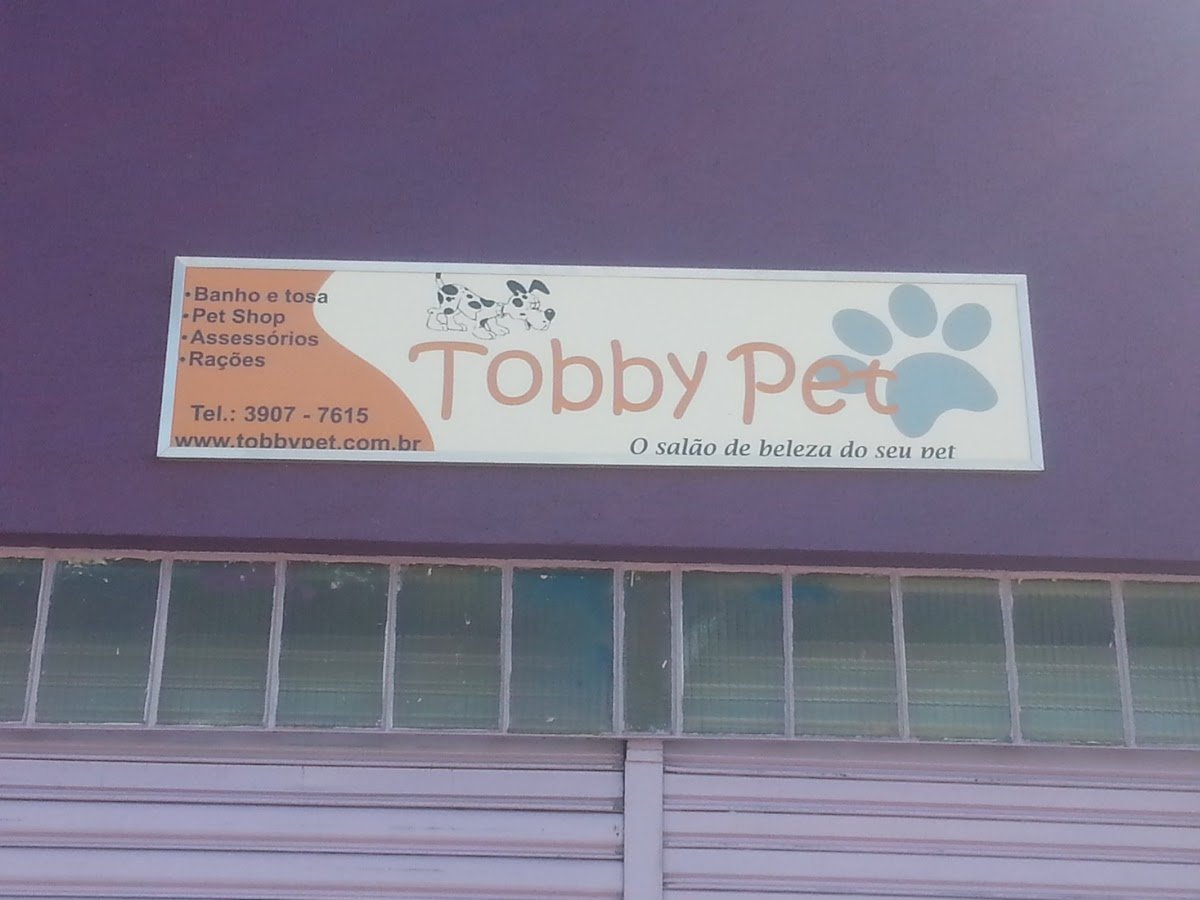 • Banho e tosa
• Pet Shop
• Assessórios
• Rações
Tel.: 3907 - 7615
www.tobbypet.com.br
Tobby Pet
O salão de beleza do seu pet